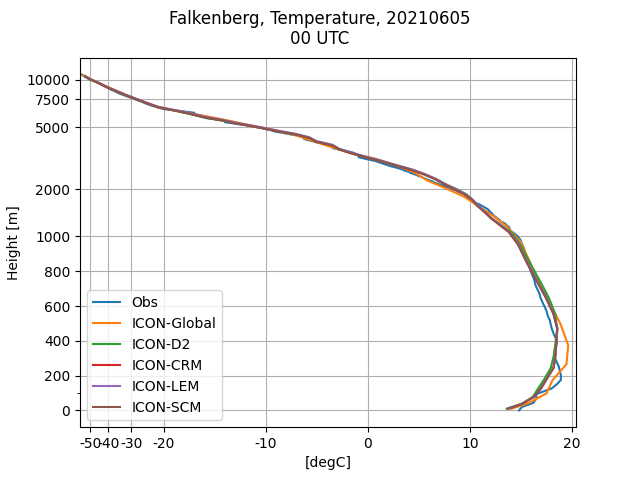 Falkenberg, Temperature, 20210605
00 UTC
10000
7500
5000
2000
1000
800
600
400
200
0
Height [m]
Obs
ICON-Global
ICON-D2
ICON-CRM
ICON-LEM
ICON-SCM
-50 -40 -30 -20 -10 0 10 20
[degC]